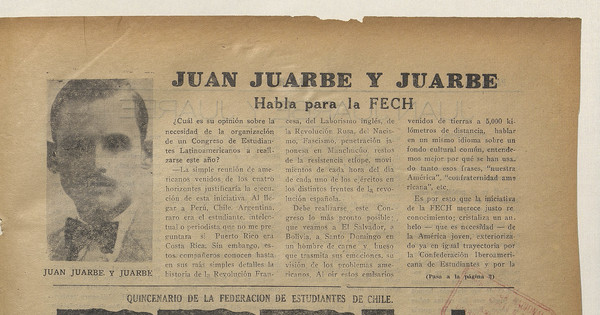 JUAN JUARBE Y JUARBE
Habla para la FECH
¿Cuál es su opinión sobre la
necesidad de la organización
de un Congreso de Estudian-
tes Latinoamericanos a reali-
zarse este año?
—La simple reunión de ame-
ricanos venidos de los cuatro
horizontes justificaría la ejecu-
ción de esta iniciativa. Al lle-
gar a Perú, Chile, Argentina,
raro era el estudiante, intelec-
tual o periodista que no me pre-
guntara si Puerto Rico era
Costa Rica. Sin embargo, es-
tos compañeros conocen hasta
en sus más simples detalles la
historia de la Revolución Fran-
cesa, del Laborismo inglés, de
la Revolución Rusa, del Nacis-
mo, Fascismo, penetración ja-
ponesa en Manchucúo, restos
de la resistencia etíope, movi-
mientos de cada hora del día
de cada uno de los ejércitos en
los distintos frentes de la revo-
lución española.
Debe realizarse este Con-
greso lo más pronto posible;
que veamos a El Salvador, a
Bolivia, a Santo Domingo en
un hombre de carne y hueso
que trasmita sus emociones, su
visión de los problemas ame-
ricanos. Al oir estos embarios
venidos de tierras a 5,000 ki-
lómetros de distancia, hablar
en un mismo idioma sobre un
fondo cultural común, entende-
mos mejor por qué se han usa-
do tanto esos frases, "nuestra
América", "confraternidad ame-
ricana", etc.
Es por esto que la iniciativa
de la FECH merece justo re-
conocimiento; cristaliza un an-
helo — que es necesidad — de
la América joven, exteriorizа-
do ya en igual trayectoria por
la Confederación Iberoameri-
cana de Estudiantes y por la
(Pasa a la página 2)
JUAN JUARBE Y JUARBE
QUINCENARIO DE LA FEDERACION DE ESTUDIANTES DE CHILE.